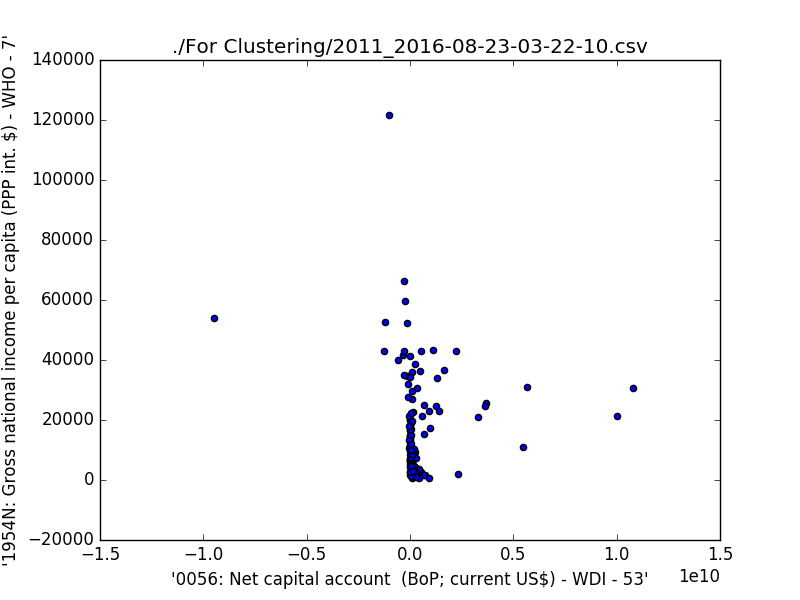 ./For Clustering/2011_2016-08-23-03-22-10.csv
'1954N: Gross national income per capita (PPP int. $) - WHO - 7'
140000
120000
100000
80000
60000
40000
20000
0
−20000
−1.5 −1.0 −0.5 0.0 0.5 1.0 1.5
1e10
'0056: Net capital account  (BoP; current US$) - WDI - 53'